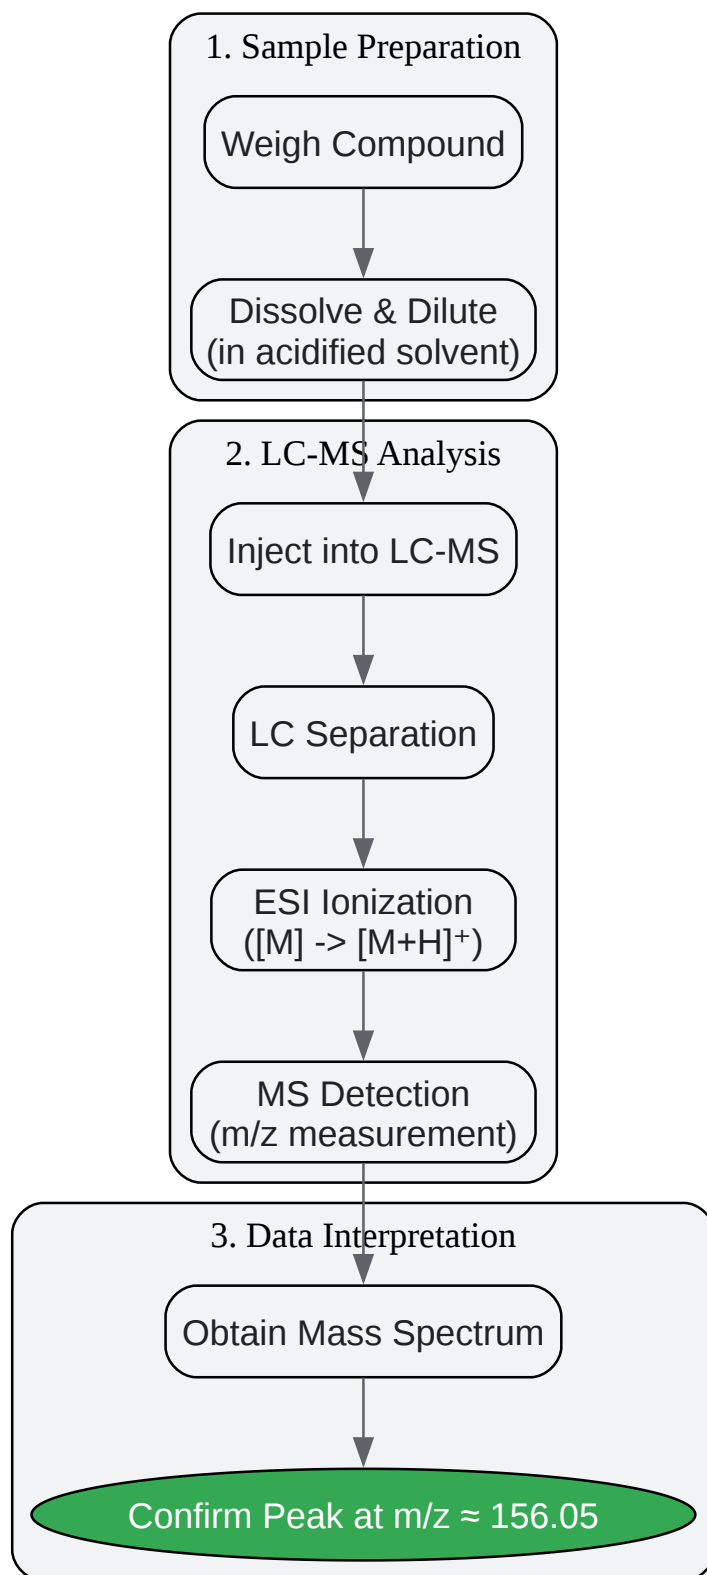 1. Sample Preparation
Weigh Compound
Dissolve & Dilute
(in acidified solvent)
2. LC-MS Analysis
Inject into LC-MS
LC Separation
ESI Ionization
([M] -> [M+H]⁺)
MS Detection
(m/z measurement)
3. Data Interpretation
Obtain Mass Spectrum
Confirm Peak at m/z ≈ 156.05